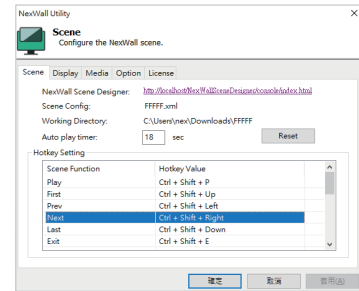 NexWall Utility
Scene
Configure the NexWall scene.
Scene Display Media Option License
NexWall Scene Designer: http://localhost/NexWallSceneDesigner/console/index.html
Scene Config: FFFFF.xml
Working Directory: C:\Users\nex\Downloads\FFFFF
Auto play timer: 18 sec Reset
Hotkey Setting
Scene Function Hotkey Value
Play Ctrl + Shift + P
First Ctrl + Shift + Up
Prev Ctrl + Shift + Left
Next Ctrl + Shift + Right
Last Ctrl + Shift + Down
Exit Ctrl + Shift + E
確定 取消 套用(A)